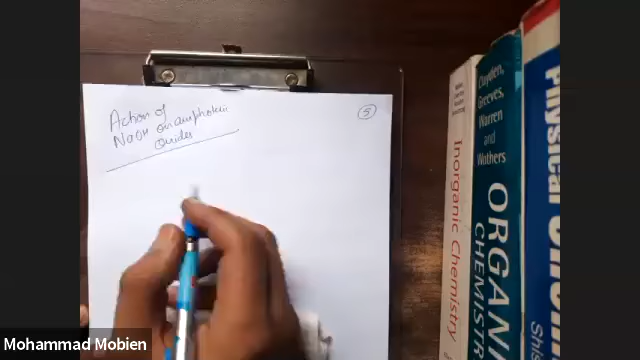 Action of
NaOH on amphoteric
Oxides
5
Inorganic Chemistry
Clayden,
Greeves,
Warren
and
Wothers
ORGANIC
CHEMISTRY
Physical
Mohammad Mobien